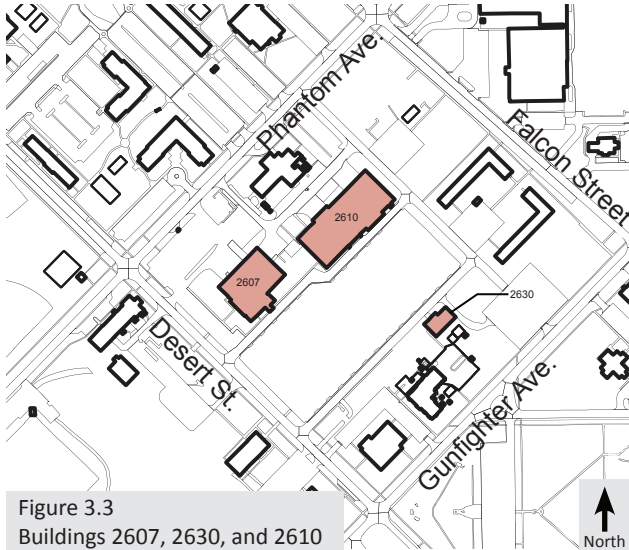 Phantom Ave.
Falcon Street
2610
2607
2630
Desert St.
Gunfighter Ave.
Figure 3.3
Buildings 2607, 2630, and 2610
North